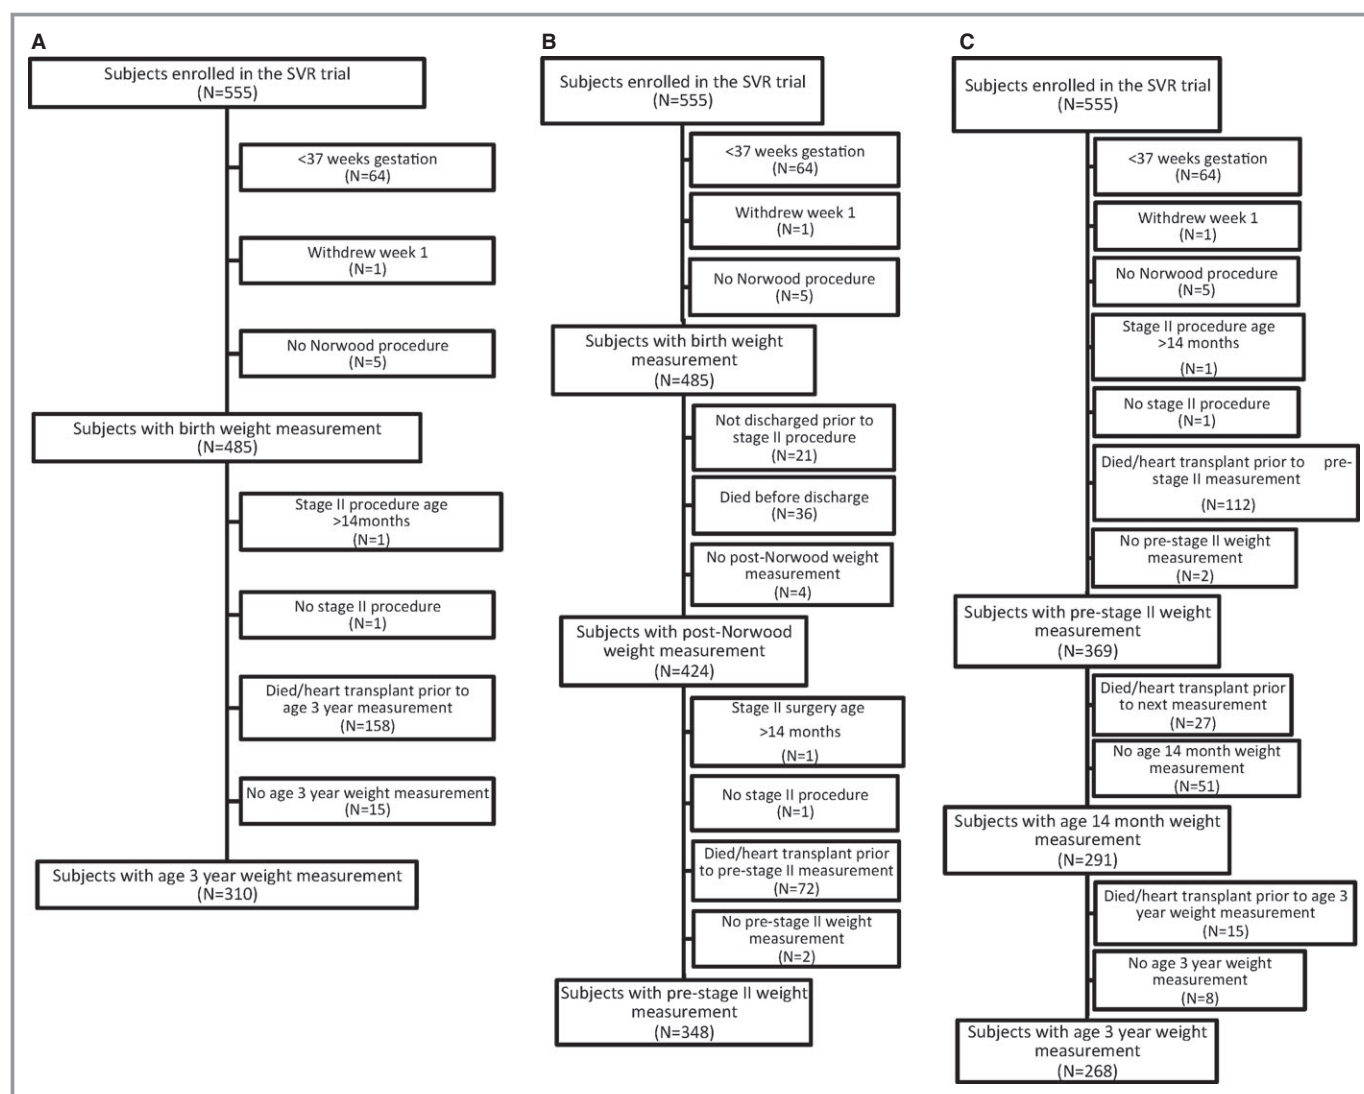 A
Subjects enrolled in the SVR trial
(N=555)
<37 weeks gestation
(N=64)
Withdrew week 1
(N=1)
No Norwood procedure
(N=5)
Subjects with birth weight measurement
(N=485)
Stage II procedure age
>14months
(N=1)
No stage II procedure
(N=1)
Died/heart transplant prior to
age 3 year measurement
(N=158)
No age 3 year weight measurement
(N=15)
Subjects with age 3 year weight measurement
(N=310)
B
Subjects enrolled in the SVR trial
(N=555)
<37 weeks gestation
(N=64)
Withdrew week 1
(N=1)
No Norwood procedure
(N=5)
Subjects with birth weight
measurement
(N=485)
Not discharged prior to
stage II procedure
(N=21)
Died before discharge
(N=36)
No post-Norwood weight
measurement
(N=4)
Subjects with post-Norwood
weight measurement
(N=424)
Stage II surgery age
>14 months
(N=1)
No stage II procedure
(N=1)
Died/heart transplant prior
to pre-stage II measurement
(N=72)
No pre-stage II weight
measurement
(N=2)
Subjects with pre-stage II weight
measurement
(N=348)
C
Subjects enrolled in the SVR trial
(N=555)
<37 weeks gestation
(N=64)
Withdrew week 1
(N=1)
No Norwood procedure
(N=5)
Stage II procedure age
>14 months
(N=1)
No stage II procedure
(N=1)
Died/heart transplant prior to pre-
stage II measurement
(N=112)
No pre-stage II weight
measurement
(N=2)
Subjects with pre-stage II weight
measurement
(N=369)
Died/heart transplant prior
to next measurement
(N=27)
No age 14 month weight
measurement
(N=51)
Subjects with age 14 month weight
measurement
(N=291)
Died/heart transplant prior to age 3
year weight measurement
(N=15)
No age 3 year weight
measurement
(N=8)
Subjects with age 3 year weight
measurement
(N=268)